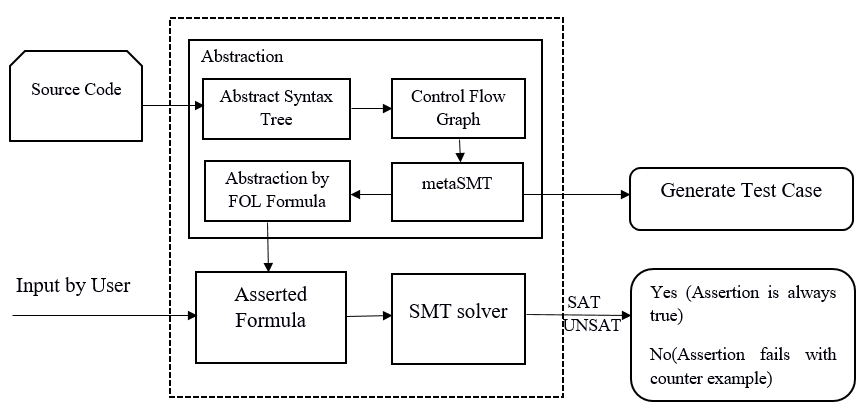 Abstraction
Source Code
Abstract Syntax
Tree
Control Flow
Graph
Abstraction by
FOL Formula
metaSMT
Generate Test Case
Input by User
Asserted
Formula
SMT solver
SAT
UNSAT
Yes (Assertion is always
true)
No(Assertion fails with
counter example)